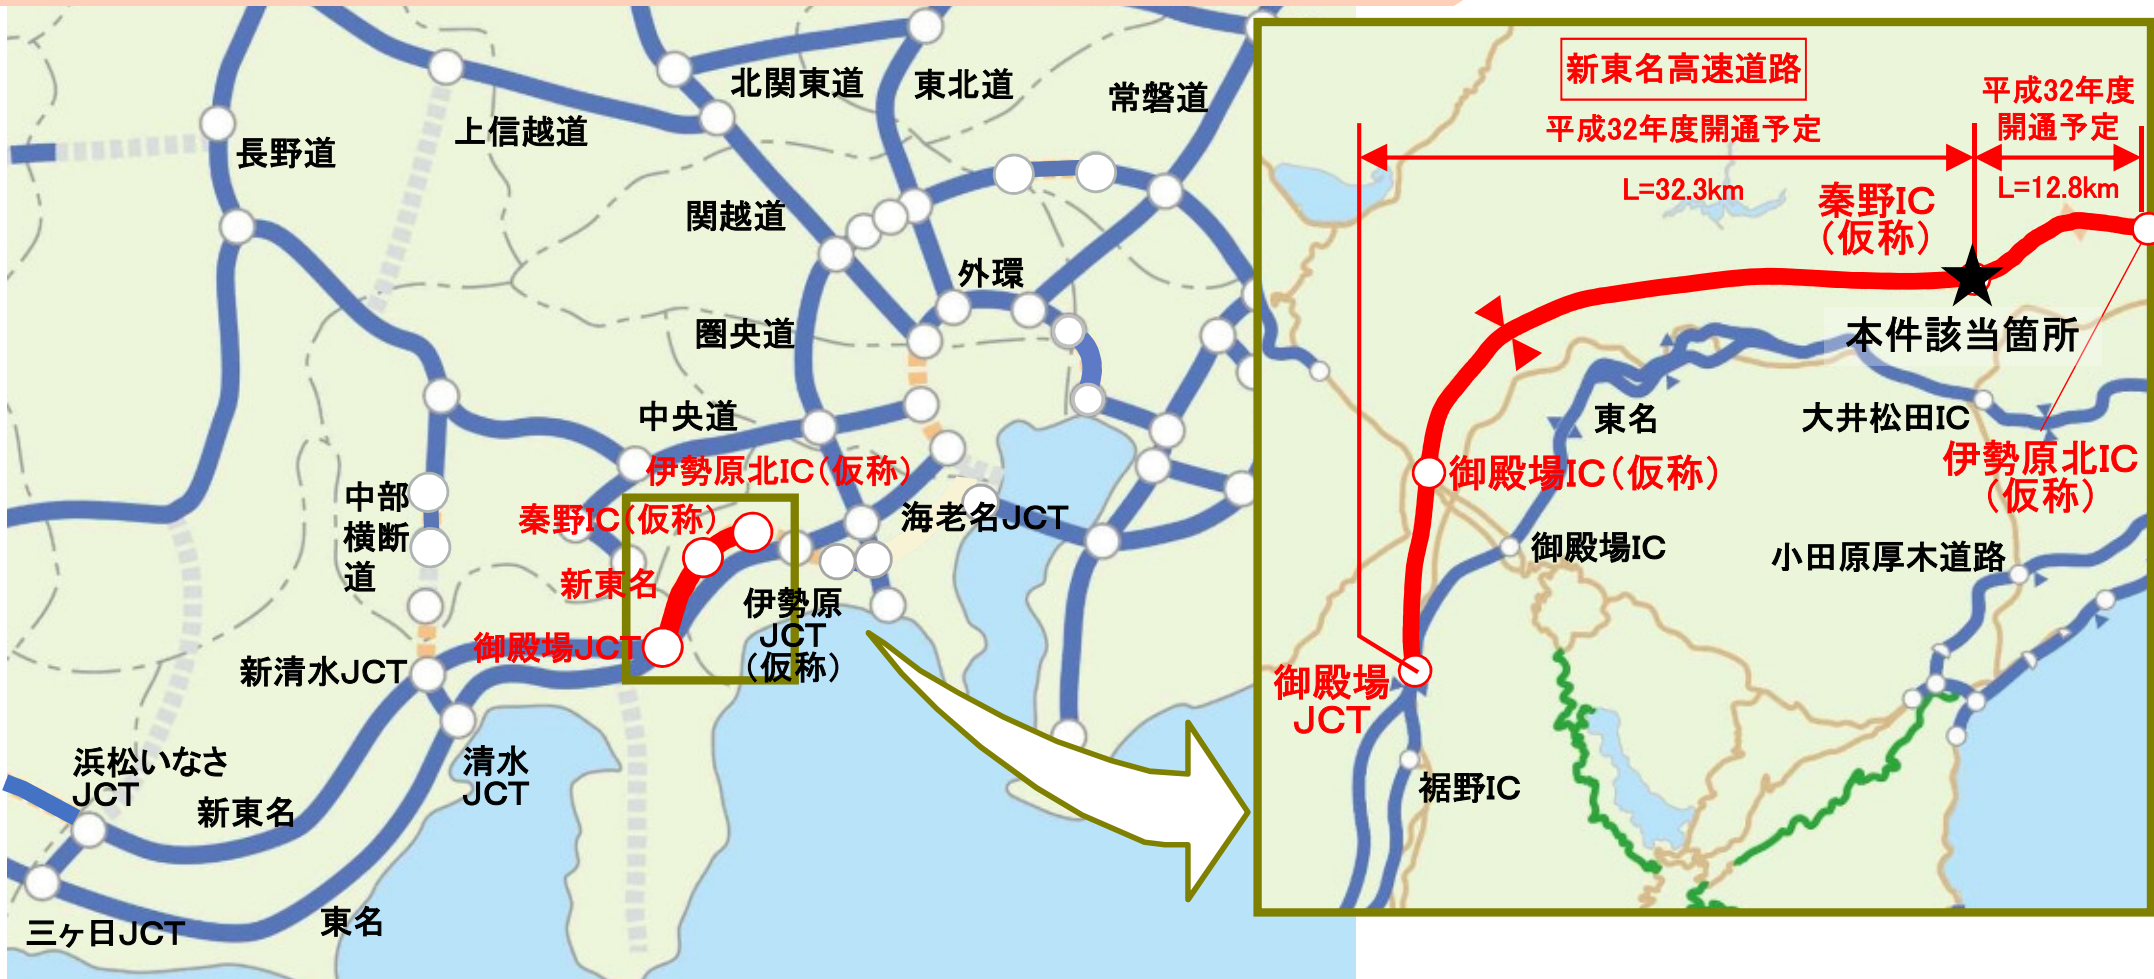 北関東道
東北道
常磐道
上信越道
長野道
関越道
外環
圏央道
中央道
伊勢原北IC(仮称)
中部
横断
道
秦野IC(仮称)
海老名JCT
新東名
伊勢原
JCT
(仮称)
御殿場JCT
新清水JCT
浜松いなさ
JCT
清水
JCT
新東名
東名
三ヶ日JCT
新東名高速道路
平成32年度開通予定
平成32年度
開通予定
L=32.3km
L=12.8km
秦野IC
(仮称)
本件該当箇所
東名
大井松田IC
伊勢原北IC
(仮称)
御殿場IC(仮称)
御殿場IC
小田原厚木道路
御殿場
JCT
裾野IC